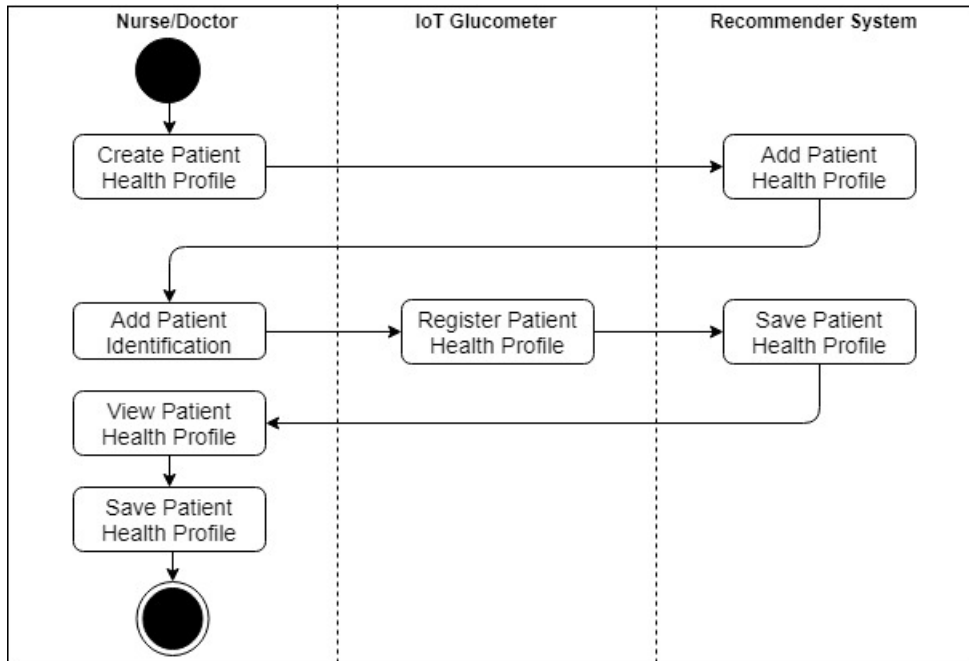 Nurse/Doctor
IoT Glucometer
Recommender System
Create Patient
Health Profile
Add Patient
Health Profile
Add Patient
Identification
Register Patient
Health Profile
Save Patient
Health Profile
View Patient
Health Profile
Save Patient
Health Profile